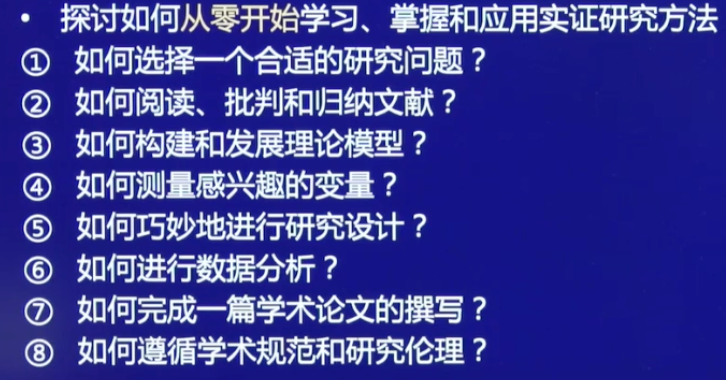 • 探讨如何从零开始学习、掌握和应用实证研究方法
① 如何选择一个合适的研究问题？
② 如何阅读、批判和归纳文献？
③ 如何构建和发展理论模型？
④ 如何测量感兴趣的变量？
⑤ 如何巧妙地进行研究设计？
⑥ 如何进行数据分析？
⑦ 如何完成一篇学术论文的撰写？
⑧ 如何遵循学术规范和研究伦理？